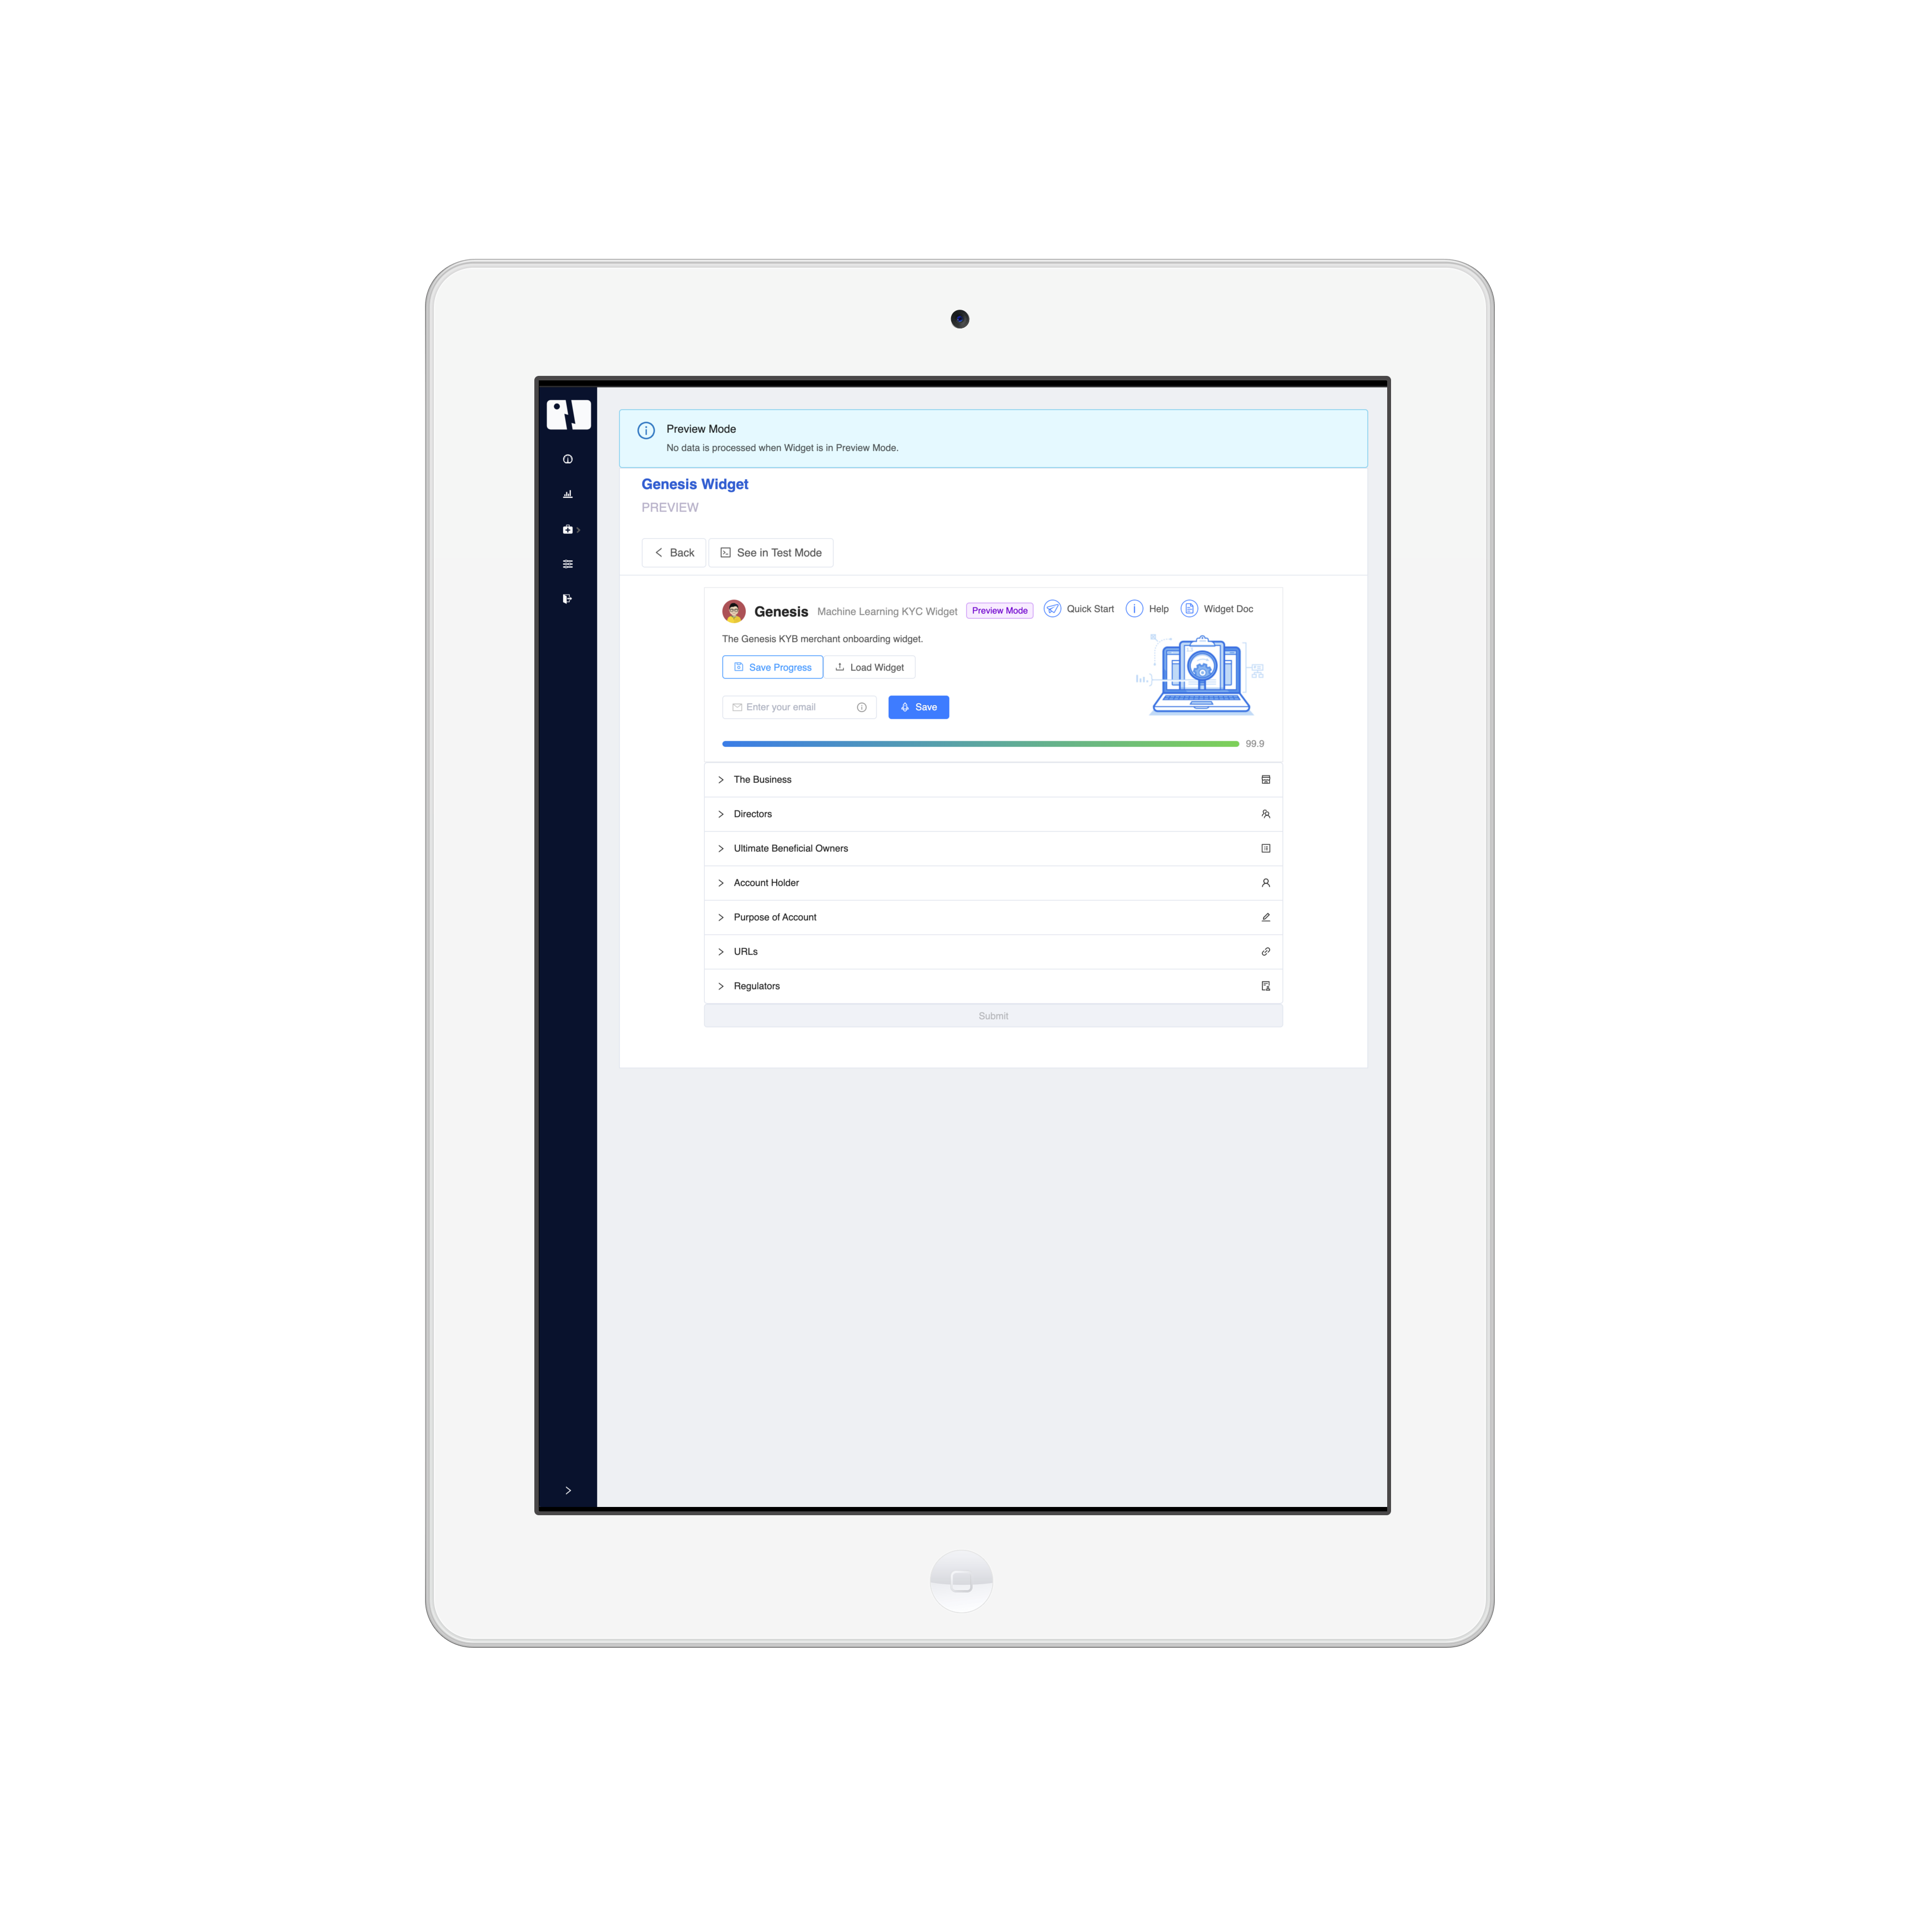 Preview Mode
No data is processed when Widget is in Preview Mode.
Genesis Widget
PREVIEW
Back
See in Test Mode
Genesis Machine Learning KYC Widget Preview Mode Quick Start Help Widget Doc
The Genesis KYB merchant onboarding widget.
Save Progress Load Widget
Enter your email Save
99.9
The Business
Directors
Ultimate Beneficial Owners
Account Holder
Purpose of Account
URLs
Regulators
Submit